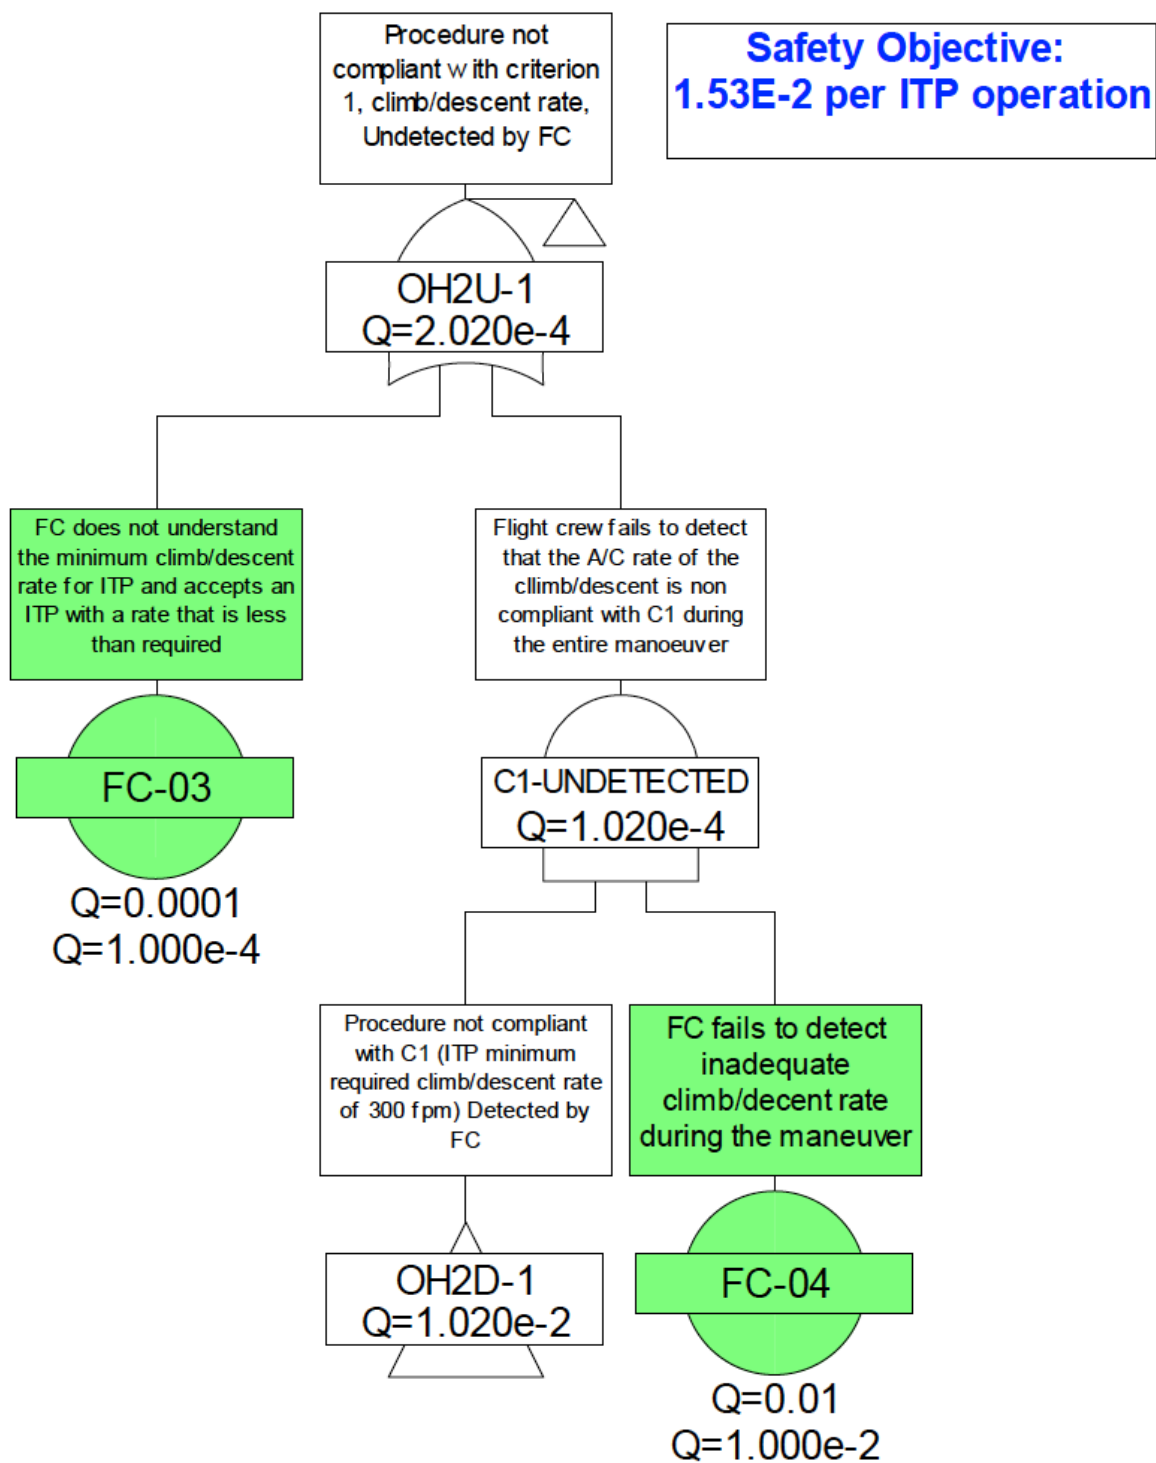 Procedure not
compliant with criterion
1, climb/descent rate,
Undetected by FC
Safety Objective:
1.53E-2 per ITP operation
OH2U-1
Q=2.020e-4
FC does not understand
the minimum climb/descent
rate for ITP and accepts an
ITP with a rate that is less
than required
Flight crew fails to detect
that the A/C rate of the
cllimb/descent is non
compliant with C1 during
the entire manoeuver
FC-03
Q=0.0001
Q=1.000e-4
C1-UNDETECTED
Q=1.020e-4
Procedure not compliant
with C1 (ITP minimum
required climb/descent rate
of 300 fpm) Detected by
FC
FC fails to detect
inadequate
climb/decent rate
during the maneuver
OH2D-1
Q=1.020e-2
FC-04
Q=0.01
Q=1.000e-2